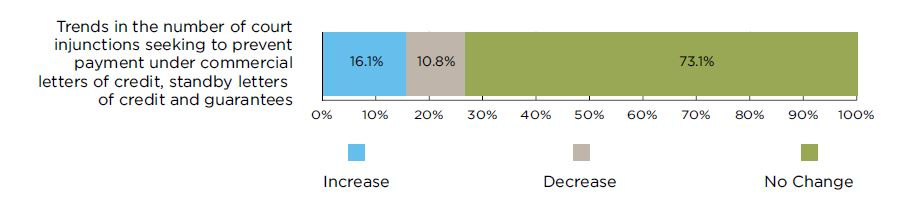 Trends in the number of court
injunctions seeking to prevent
payment under commercial
letters of credit, standby letters
of credit and guarantees
16.1% 10.8% 73.1%
0% 10% 20% 30% 40% 50% 60% 70% 80% 90% 100%
Increase Decrease No Change